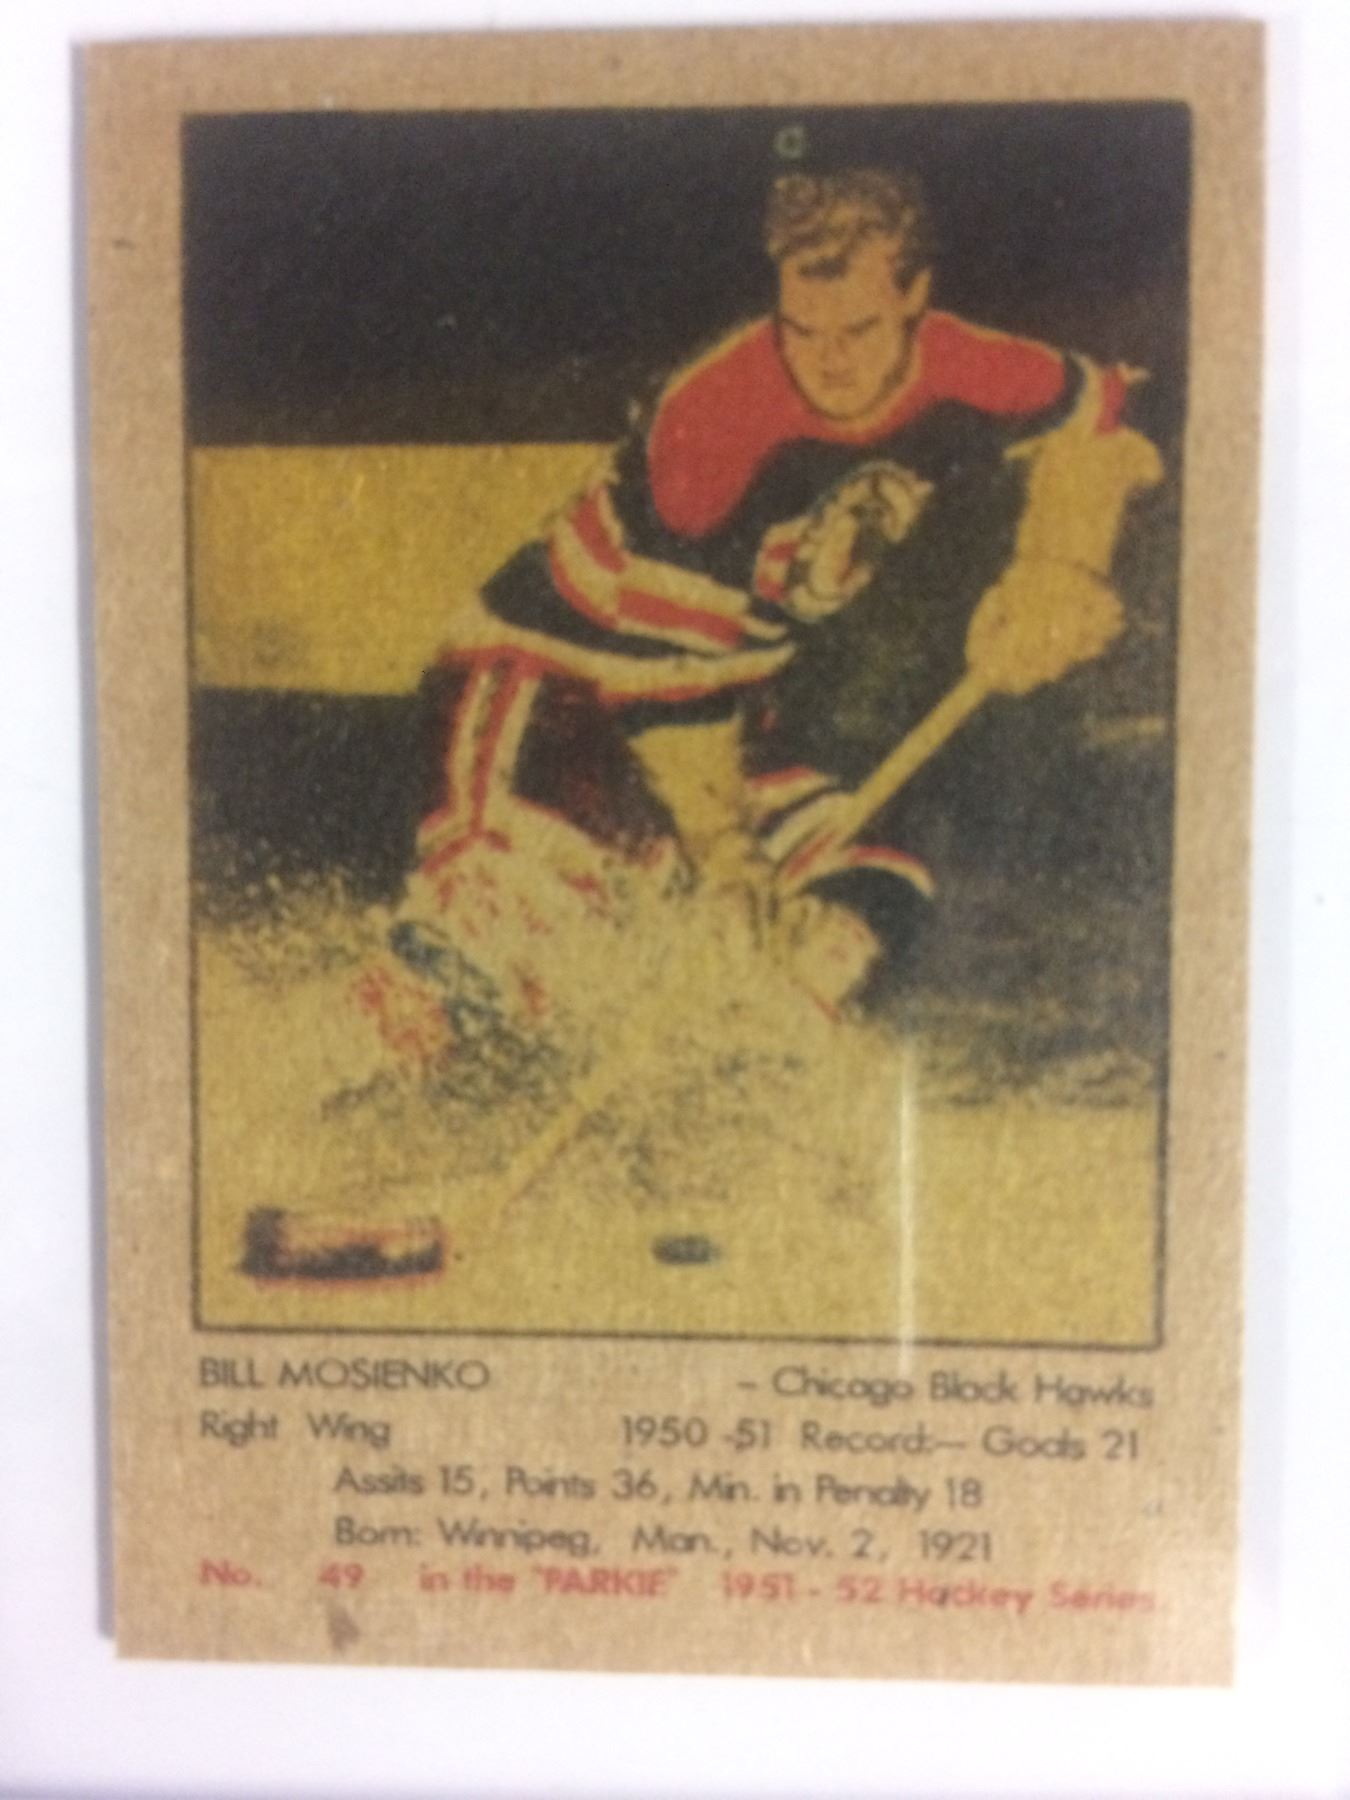 BILL MOSIENKO – Chicago Black Hawks
Right Wing 1950 -51 Record:— Goals 21
Assits 15, Points 36, Min. in Penalty 18
Born: Winnipeg, Man., Nov. 2, 1921
No. 49 in the "PARKIE" 1951 - 52 Hockey Series